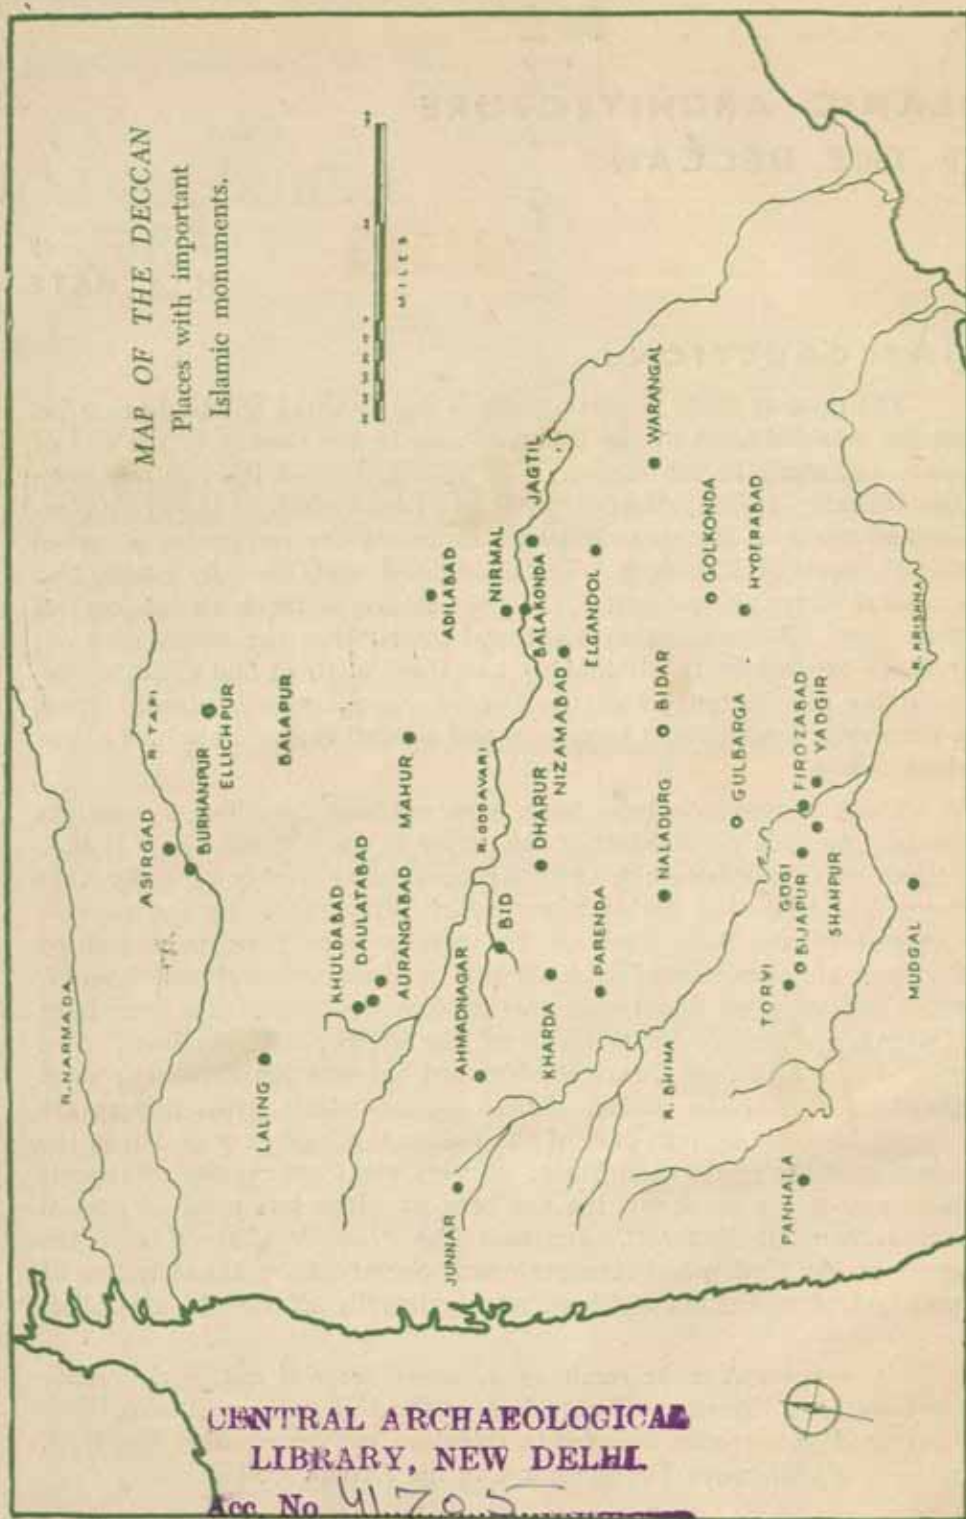 MAP OF THE DECCAN
Places with important
Islamic monuments.
MILES
R. NARMADA
R. TAPI
ASIRGAD
BURHANPUR
ELLICHPUR
BALAPUR
LALING
KHULDABAD
DAULATABAD
AURANGABAD
MAHUR
ADILABAD
NIRMAL
BALAKONDA
JAGTIL
R. GODAVARI
AHMADNAGAR
BID
DHARUR
NIZAMABAD
ELGANDOL
WARANGAL
JUNNAR
KHARDA
PARENDA
NALADURG
BIDAR
GOLKONDA
HYDERABAD
GULBARGA
R. BHIMA
TORVI
BIJAPUR
GOGI
FIROZABAD
SHAHPUR
YADGIR
R. KRISHNA
PANHALA
MUDGAL
CENTRAL ARCHAEOLOGICAL
LIBRARY, NEW DELHI.
Acc. No 41705